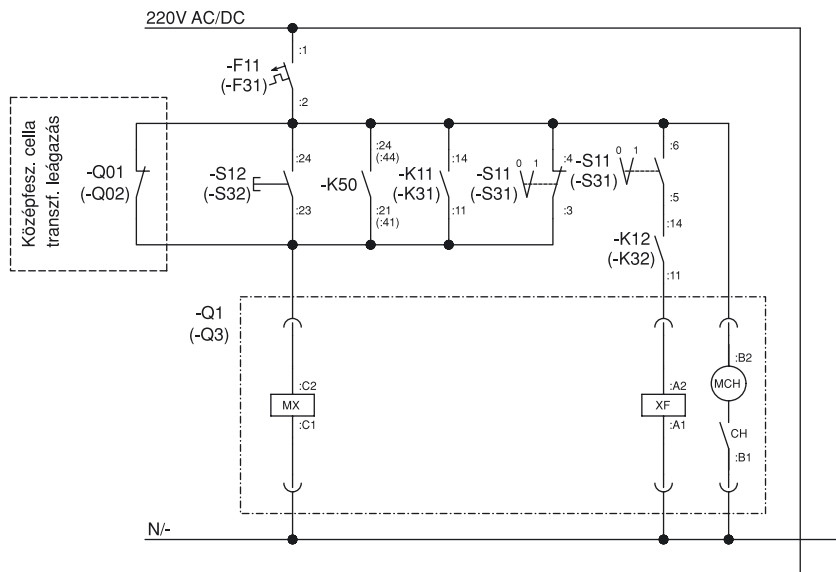 220V AC/DC
:1
-F11
(-F31)
:2
Középfesz. cella
transzf. leágazás
-Q01
(-Q02)
:24
-S12
(-S32)
:23
:24
(:44)
-K50
:21
(:41)
:14
-K11
(-K31)
:11
0 1
:4
-S11
(-S31)
:3
0 1
:6
-S11
(-S31)
:5
:14
-K12
(-K32)
:11
-Q1
(-Q3)
:C2
MX
:C1
:A2
XF
:A1
:B2
MCH
CH
:B1
N/-